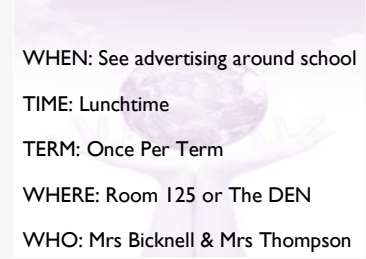 WHEN: See advertising around school
TIME: Lunchtime
TERM: Once Per Term
WHERE: Room 125 or The DEN
WHO: Mrs Bicknell & Mrs Thompson